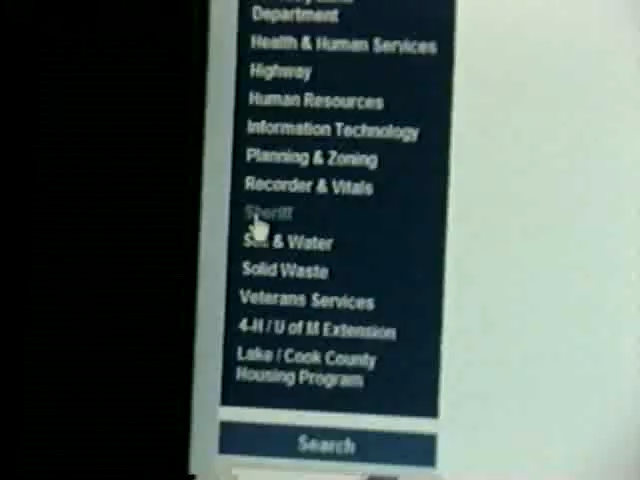 Department
Health & Human Services
Highway
Human Resources
Information Technology
Planning & Zoning
Recorder & Vitals
Sheriff
Soil & Water
Solid Waste
Veterans Services
4-H / U of M Extension
Lake / Cook County
Housing Program
Search